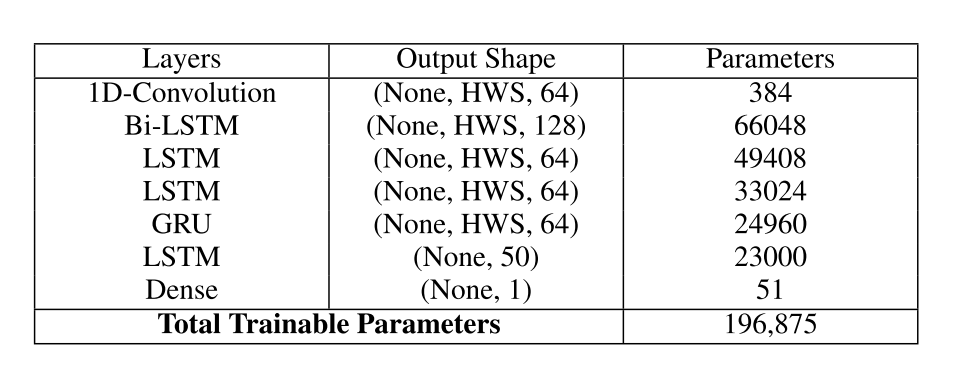 Layers Output Shape Parameters
1D-Convolution (None, HWS, 64) 384
Bi-LSTM (None, HWS, 128) 66048
LSTM (None, HWS, 64) 49408
LSTM (None, HWS, 64) 33024
GRU (None, HWS, 64) 24960
LSTM (None, 50) 23000
Dense (None, 1) 51
Total Trainable Parameters 196,875